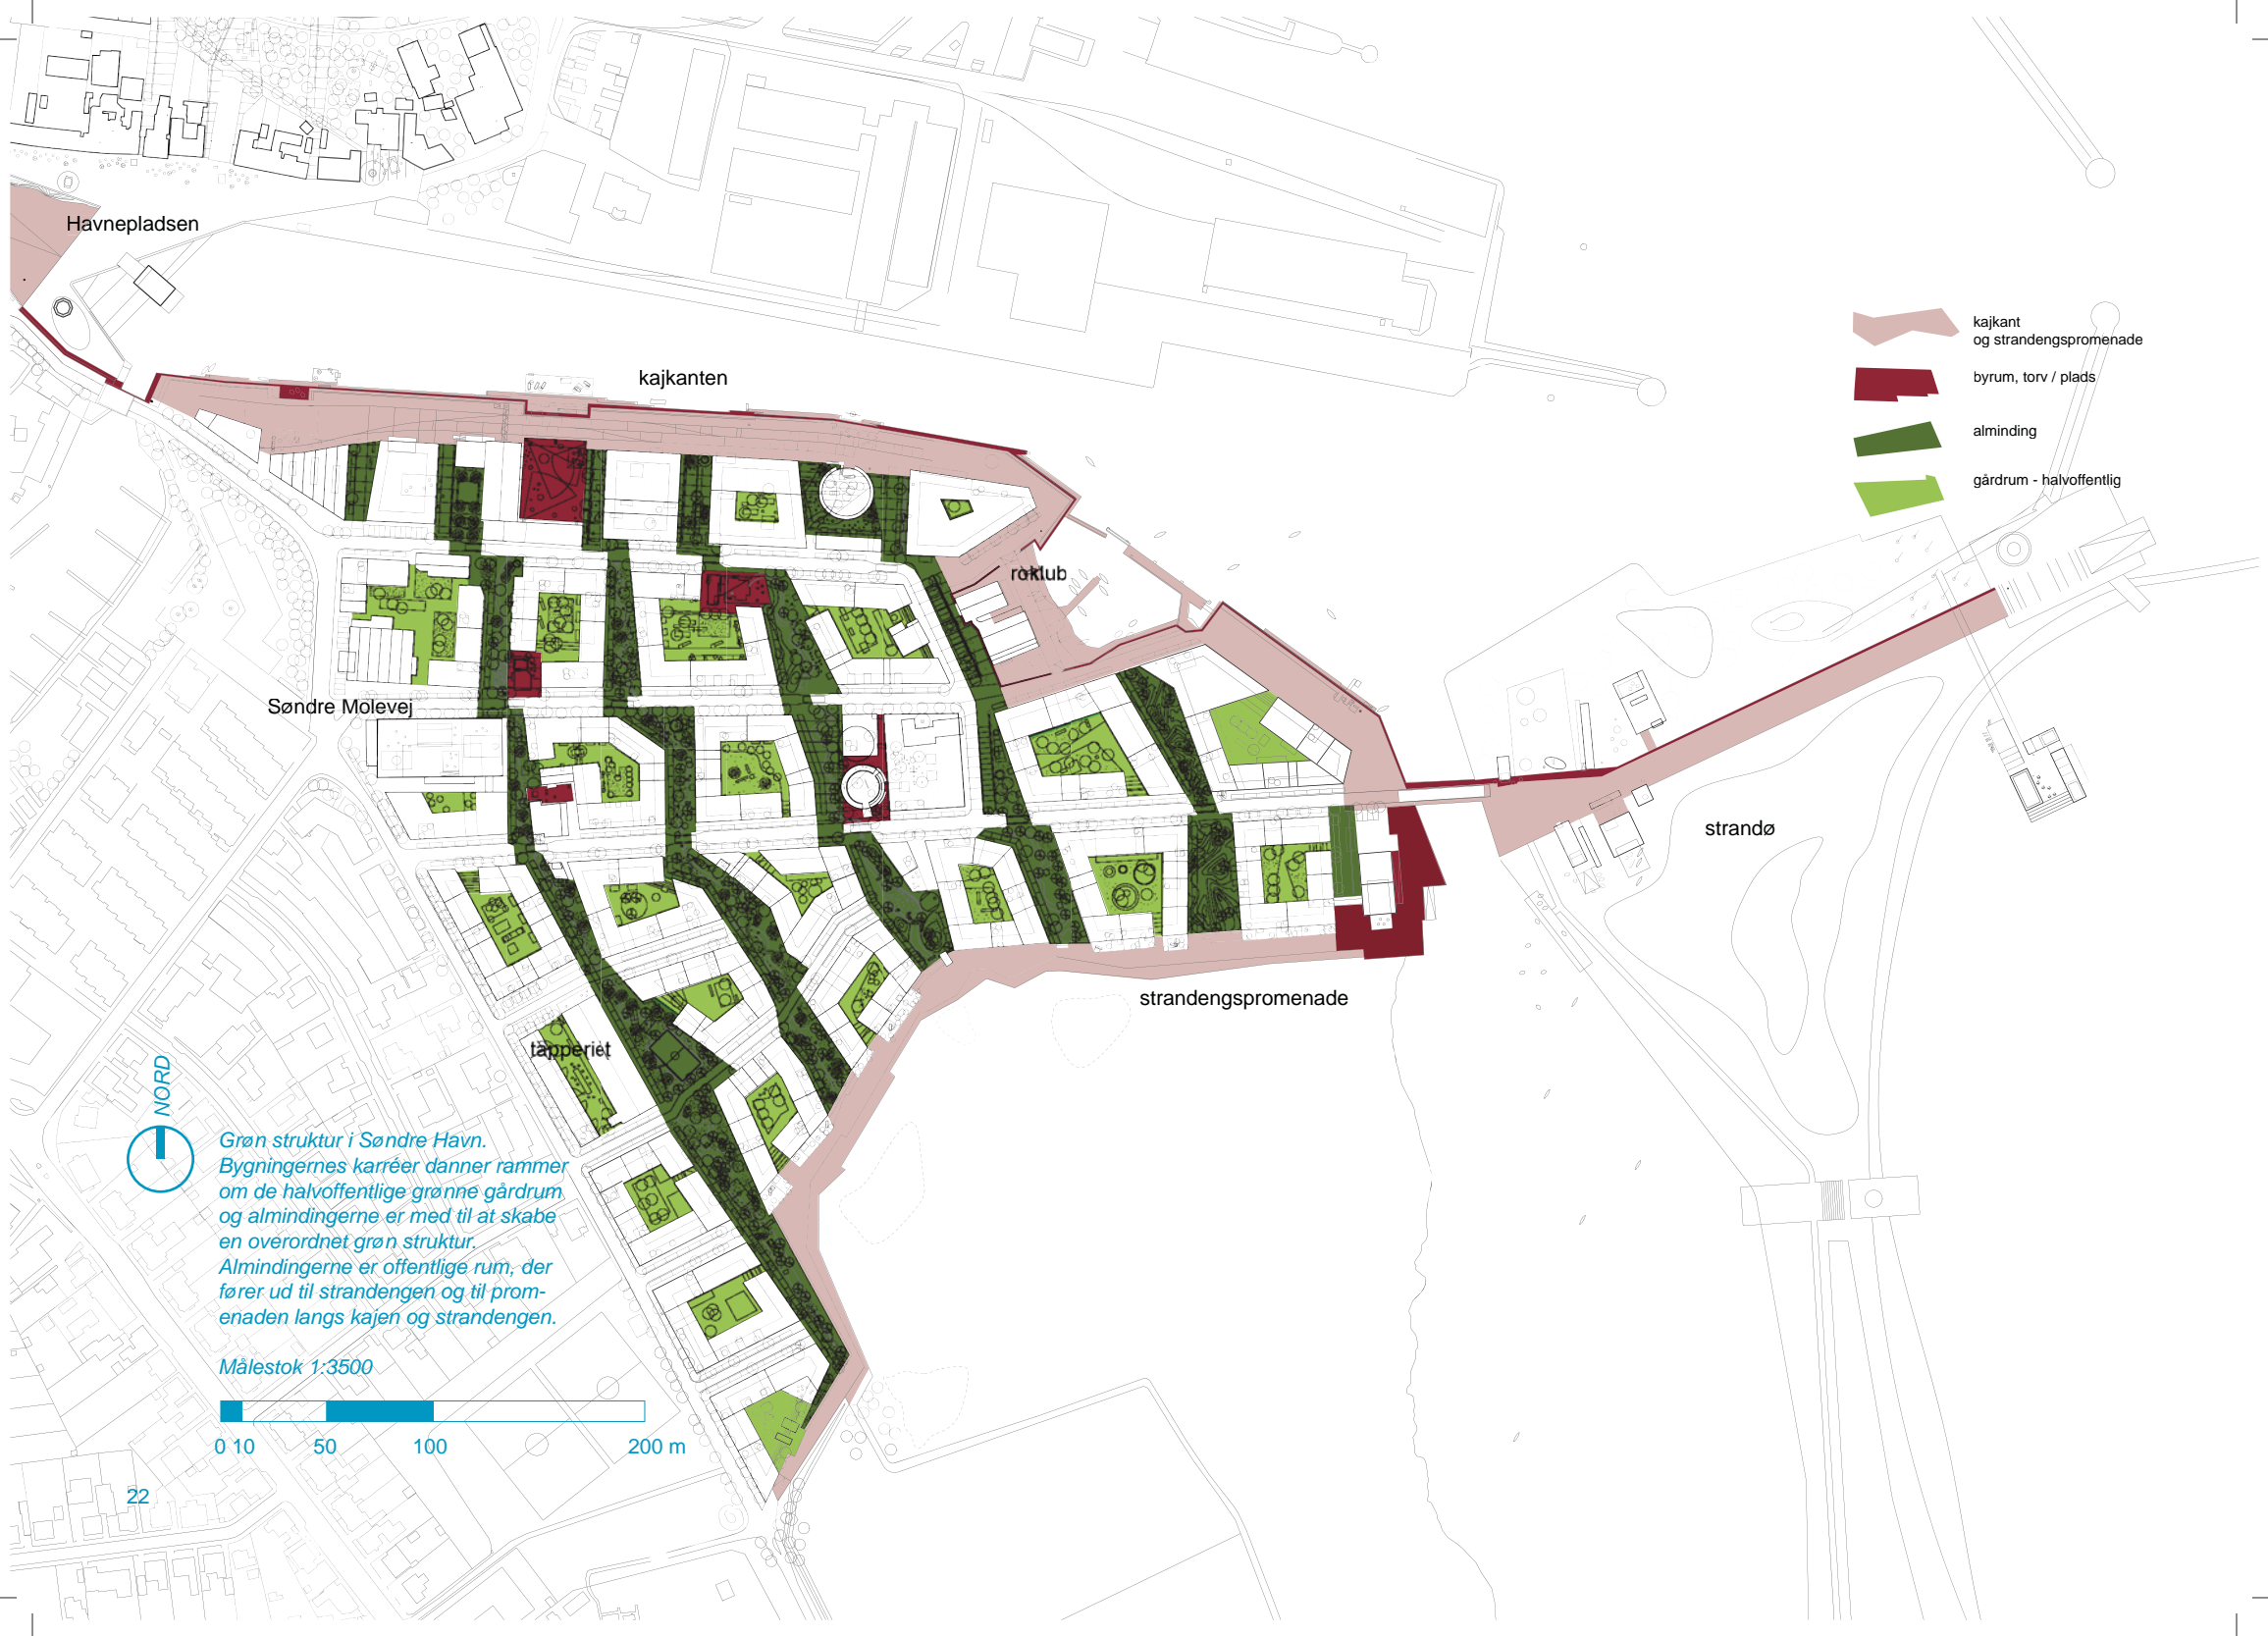 Havnepladsen
kajkanten
kajkant
og strandengspromenade
byrum, torv / plads
alminding
gårdrum - halvoffentlig
roklub
Søndre Molevej
strandø
strandengspromenade
tapperiet
NORD
Grøn struktur i Søndre Havn.
Bygningernes karréer danner rammer
om de halvoffentlige grønne gårdrum
og almindingerne er med til at skabe
en overordnet grøn struktur.
Almindingerne er offentlige rum, der
fører ud til strandengen og til prom-
enaden langs kajen og strandengen.
Målestok 1:3500
0 10 50 100 200 m
22